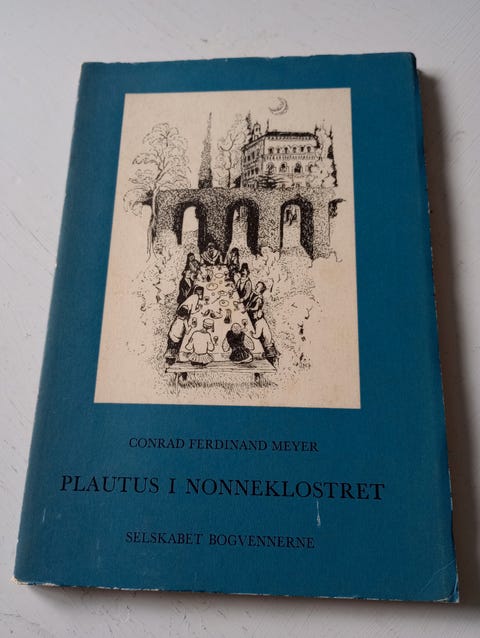 CONRAD FERDINAND MEYER
PLAUTUS I NONNEKLOSTRET
SELSKABET BOGVENNERNE